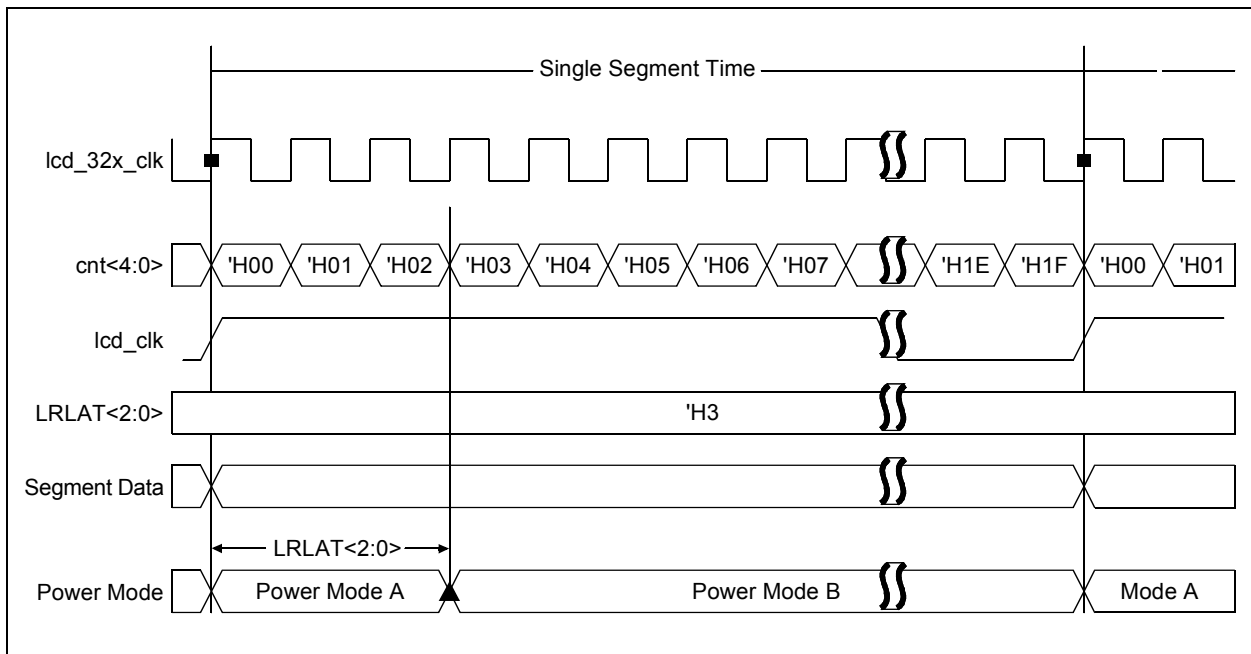 Single Segment Time
lcd_32x_clk
cnt<4:0> 'H00 'H01 'H02 'H03 'H04 'H05 'H06 'H07 'H1E 'H1F 'H00 'H01
lcd_clk
LRLAT<2:0> 'H3
Segment Data
LRLAT<2:0>
Power Mode Power Mode A Power Mode B Mode A